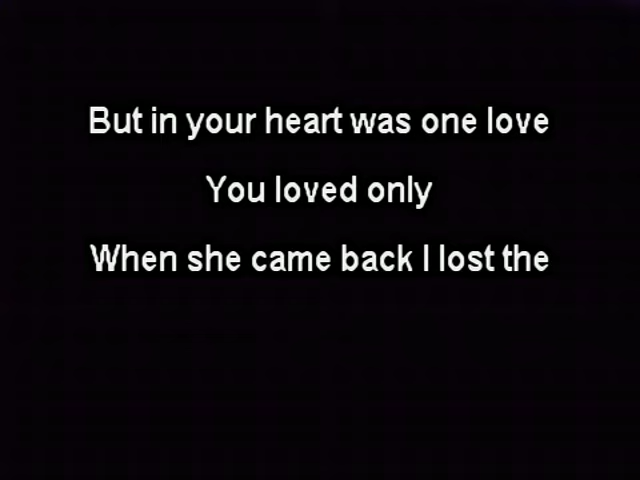 But in your heart was one love
You loved only
When she came back I lost the